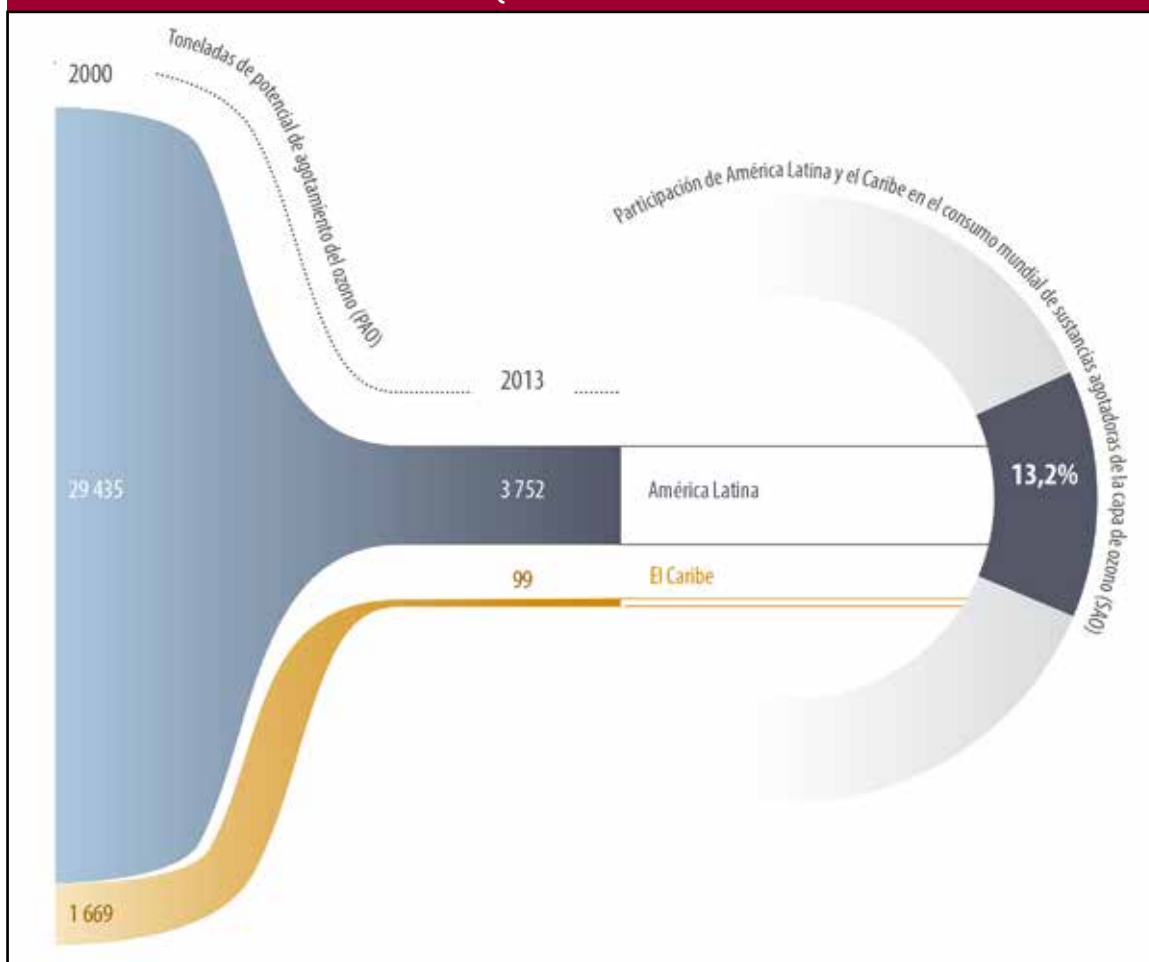 2000
Toneladas de potencial de agotamiento del ozono (PAO)
2013
Participación de América Latina y el Caribe en el consumo mundial de sustancias agotadoras de la capa de ozono (SAO)
29 435
3 752
América Latina
13,2%
99
El Caribe
1 669